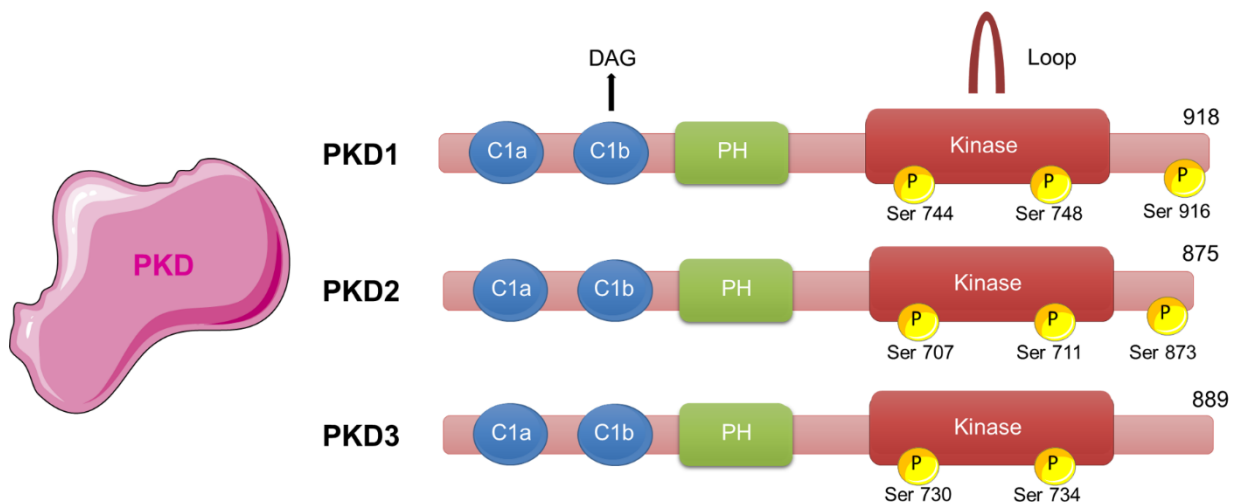 DAG
Loop
918
PKD1
C1a
C1b
PH
Kinase
P
P
P
Ser 744
Ser 748
Ser 916
PKD
875
PKD2
C1a
C1b
PH
Kinase
P
P
P
Ser 707
Ser 711
Ser 873
889
PKD3
C1a
C1b
PH
Kinase
P
P
Ser 730
Ser 734